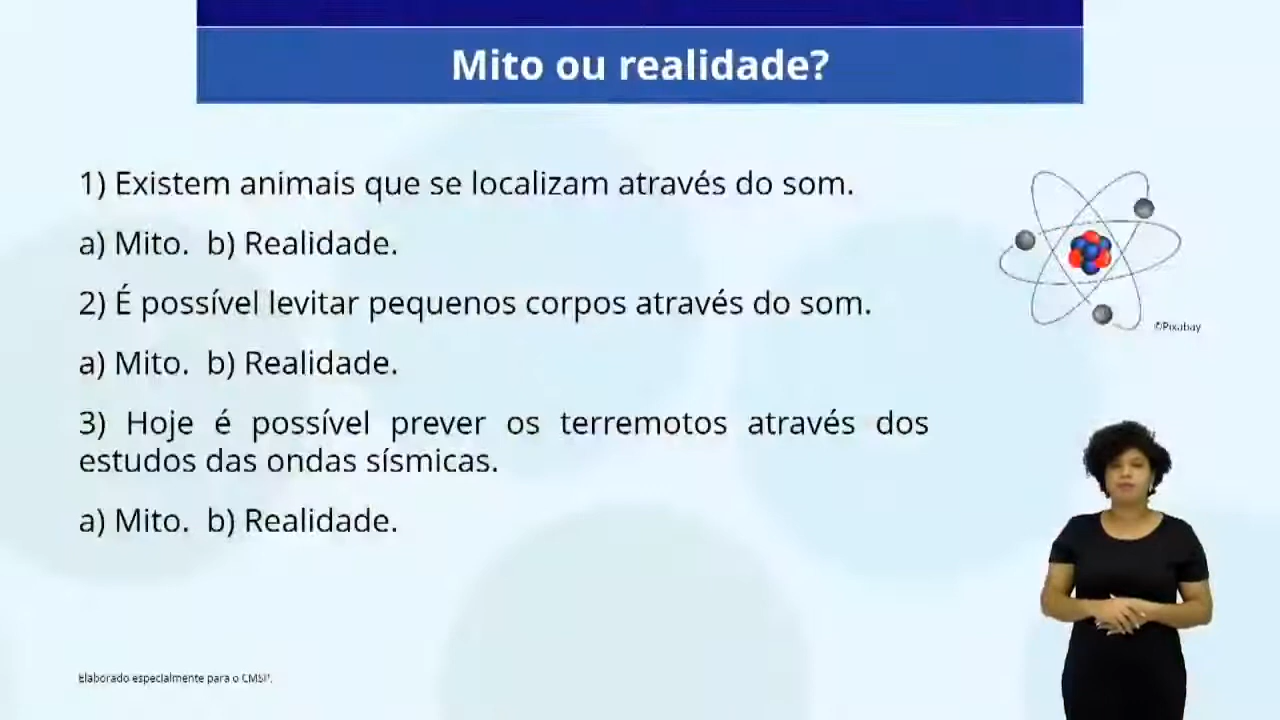 Mito ou realidade?
1) Existem animais que se localizam através do som.
a) Mito.  b) Realidade.
2) É possível levitar pequenos corpos através do som.
a) Mito.  b) Realidade.
3) Hoje é possível prever os terremotos através dos
estudos das ondas sísmicas.
a) Mito.  b) Realidade.
©Pixabay
Elaborado especialmente para o CMSP.